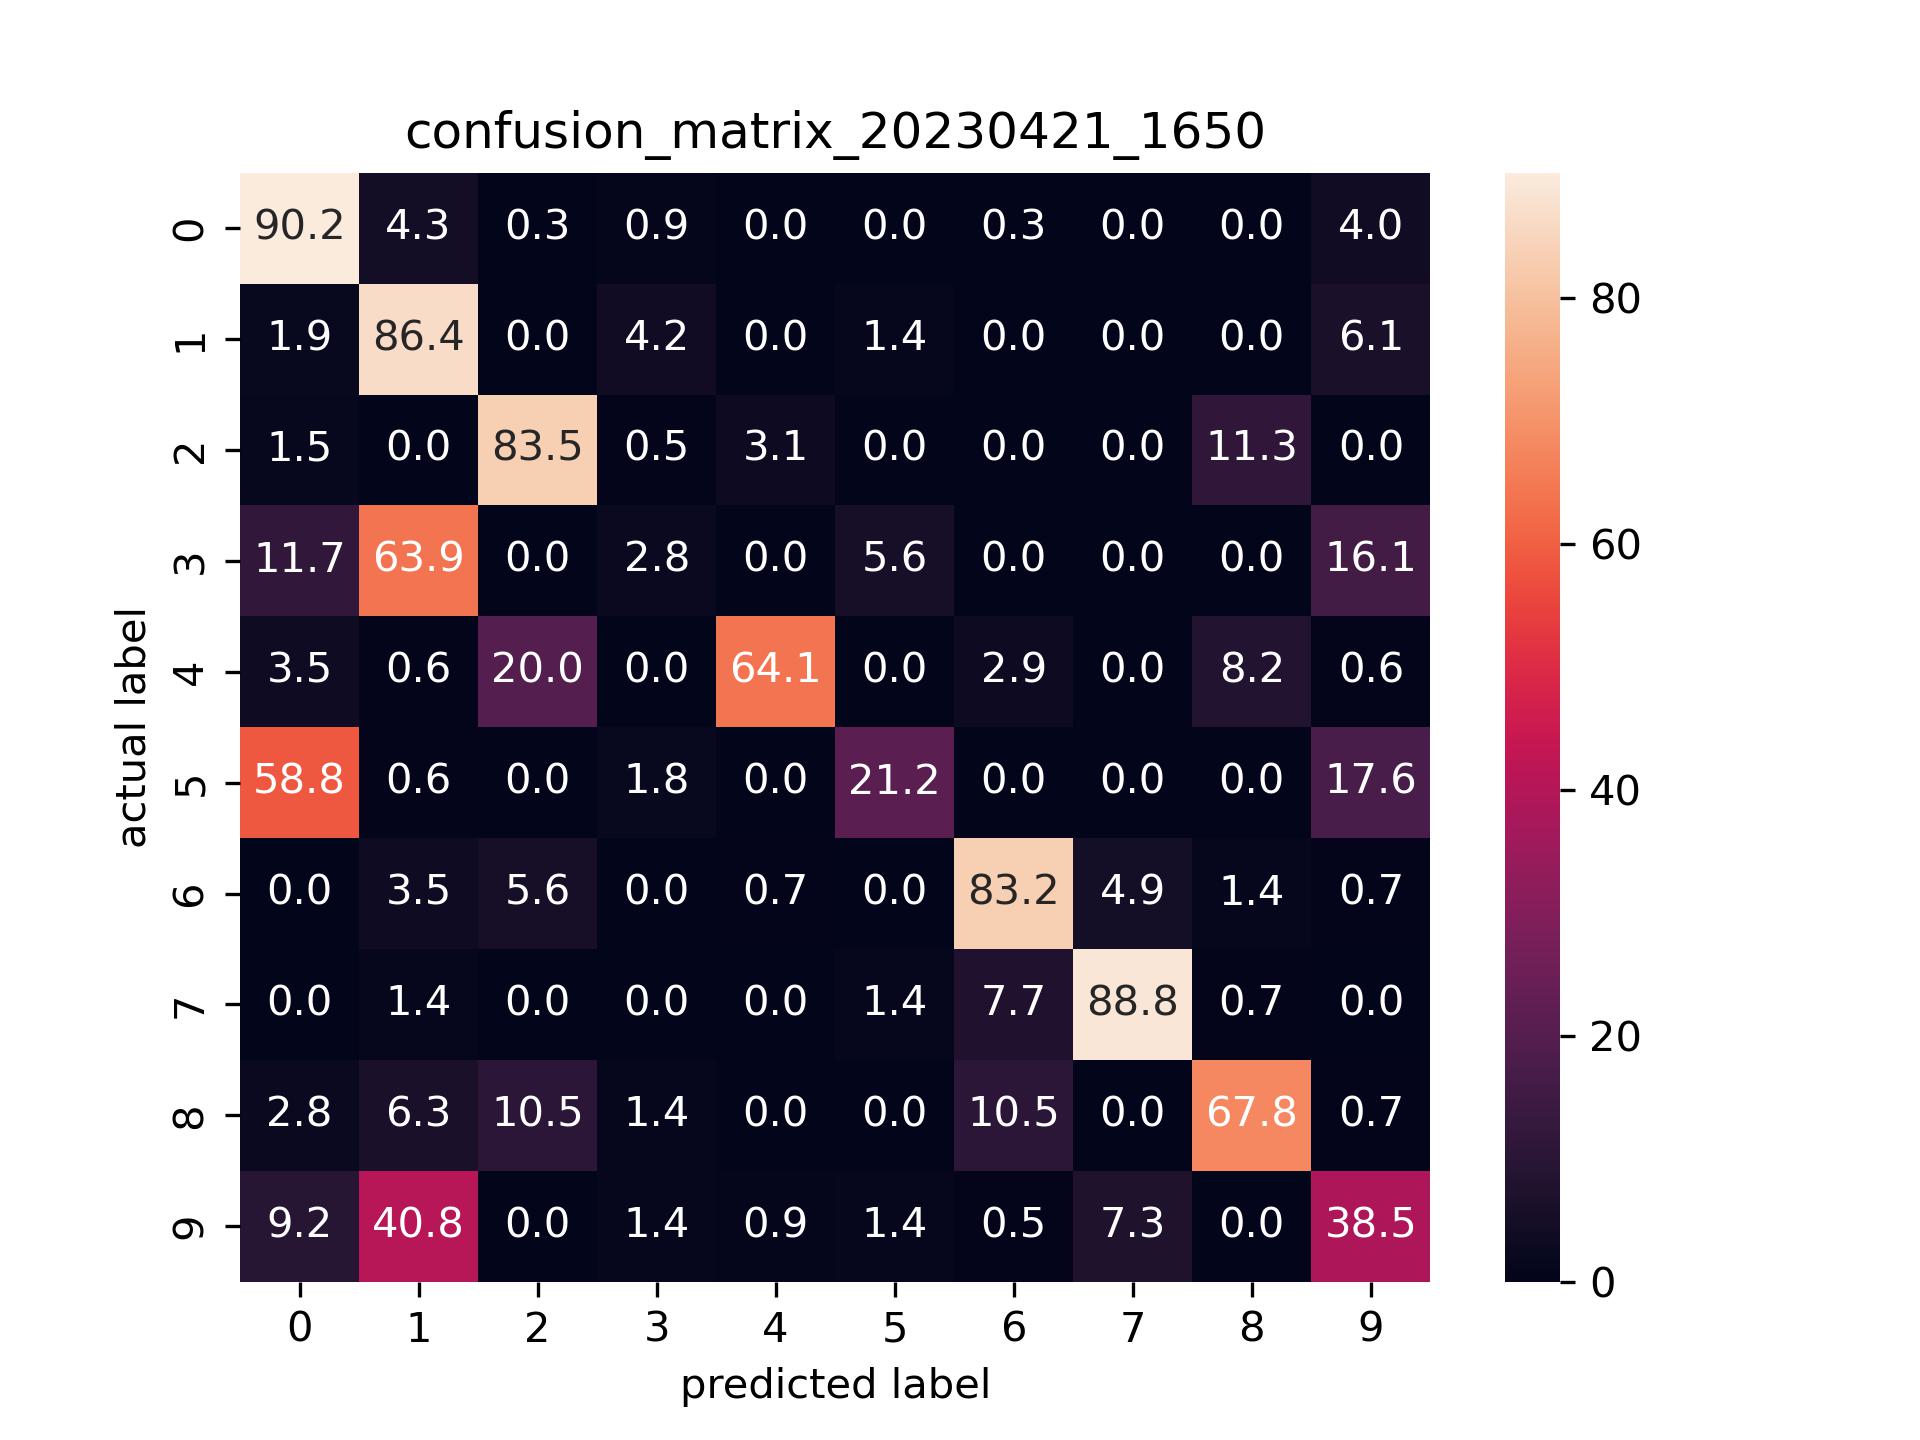 confusion_matrix_20230421_1650
0 90.2 4.3 0.3 0.9 0.0 0.0 0.3 0.0 0.0 4.0
1 1.9 86.4 0.0 4.2 0.0 1.4 0.0 0.0 0.0 6.1
2 1.5 0.0 83.5 0.5 3.1 0.0 0.0 0.0 11.3 0.0
3 11.7 63.9 0.0 2.8 0.0 5.6 0.0 0.0 0.0 16.1
4 3.5 0.6 20.0 0.0 64.1 0.0 2.9 0.0 8.2 0.6
5 58.8 0.6 0.0 1.8 0.0 21.2 0.0 0.0 0.0 17.6
6 0.0 3.5 5.6 0.0 0.7 0.0 83.2 4.9 1.4 0.7
7 0.0 1.4 0.0 0.0 0.0 1.4 7.7 88.8 0.7 0.0
8 2.8 6.3 10.5 1.4 0.0 0.0 10.5 0.0 67.8 0.7
9 9.2 40.8 0.0 1.4 0.9 1.4 0.5 7.3 0.0 38.5
0 1 2 3 4 5 6 7 8 9
predicted label
actual label
80
60
40
20
0